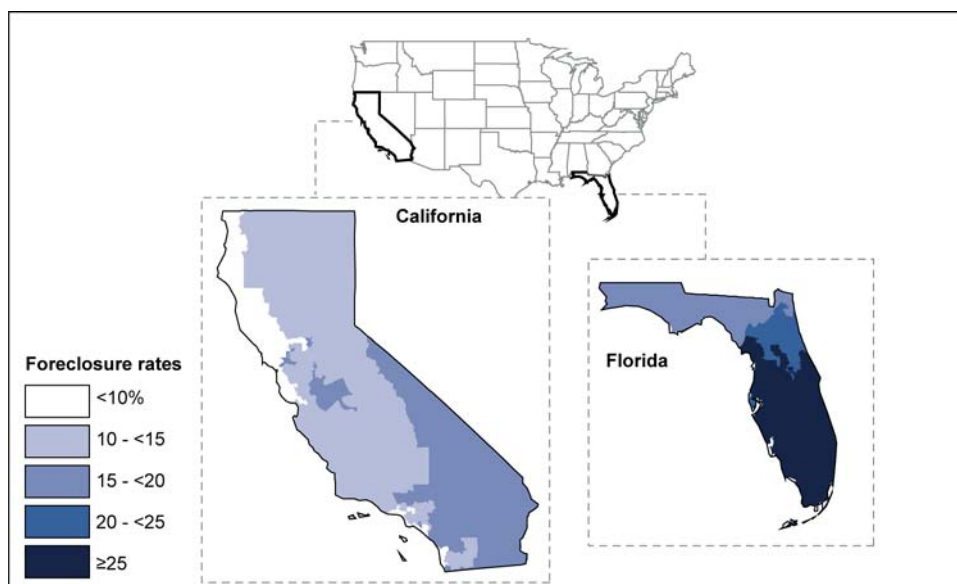 California
Florida
Foreclosure rates
<10%
10 - <15
15 - <20
20 - <25
≥25